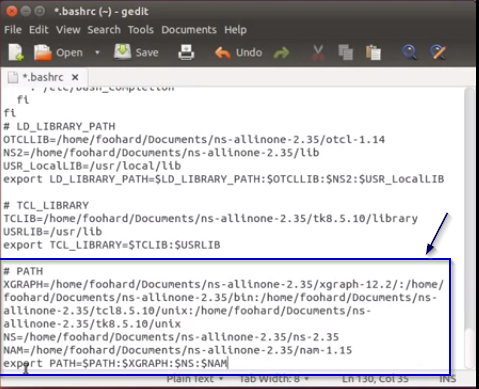 *.bashrc (~) - gedit
File Edit View Search Tools Documents Help
Open Save Undo
*.bashrc
. /etc/bash_completion
fi
fi
# LD_LIBRARY_PATH
OTCLLIB=/home/foohard/Documents/ns-allinone-2.35/otcl-1.14
NS2=/home/foohard/Documents/ns-allinone-2.35/lib
USR_LocalLIB=/usr/local/lib
export LD_LIBRARY_PATH=$LD_LIBRARY_PATH:$OTCLLIB:$NS2:$USR_LocalLIB
# TCL_LIBRARY
TCLIB=/home/foohard/Documents/ns-allinone-2.35/tk8.5.10/library
USRLIB=/usr/lib
export TCL_LIBRARY=$TCLIB:$USRLIB
# PATH
XGRAPH=/home/foohard/Documents/ns-allinone-2.35/xgraph-12.2/:/home/
foohard/Documents/ns-allinone-2.35/bin:/home/foohard/Documents/ns-
allinone-2.35/tcl8.5.10/unix:/home/foohard/Documents/ns-
allinone-2.35/tk8.5.10/unix
NS=/home/foohard/Documents/ns-allinone-2.35/ns-2.35
NAM=/home/foohard/Documents/ns-allinone-2.35/nam-1.15
export PATH=$PATH:$XGRAPH:$NS:$NAM
Plain Text Tab Width: 8 Ln 130, Col 35 INS